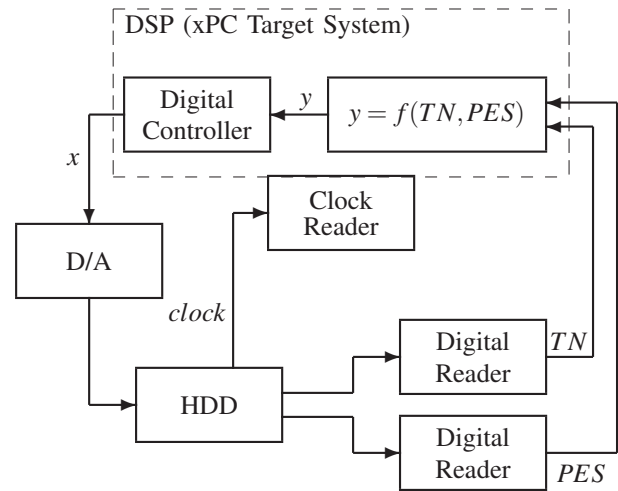 DSP (xPC Target System)
Digital
Controller
y
y = f(TN, PES)
x
Clock
Reader
D/A
clock
Digital
Reader
TN
HDD
Digital
Reader
PES